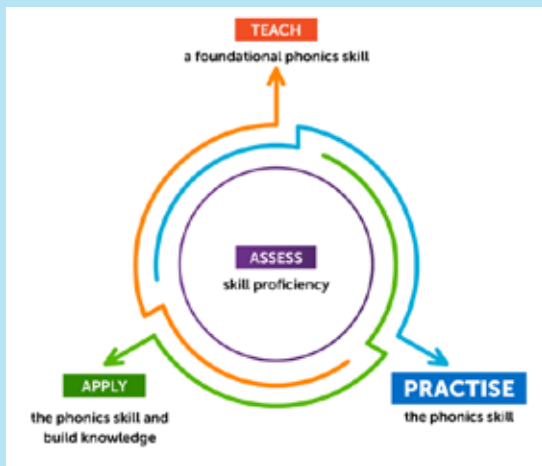 TEACH
a foundational phonics skill
ASSESS
skill proficiency
PRACTISE
the phonics skill
APPLY
the phonics skill and
build knowledge